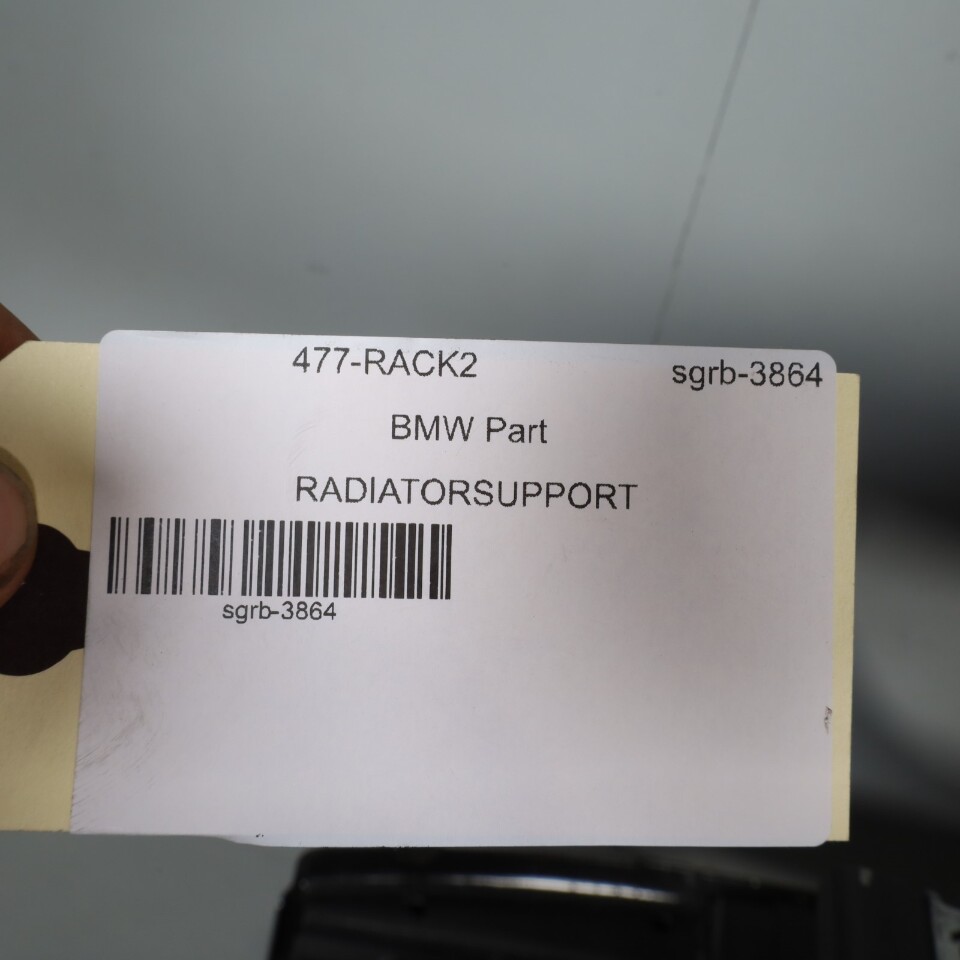 477-RACK2 sgrb-3864
BMW Part
RADIATORSUPPORT
sgrb-3864